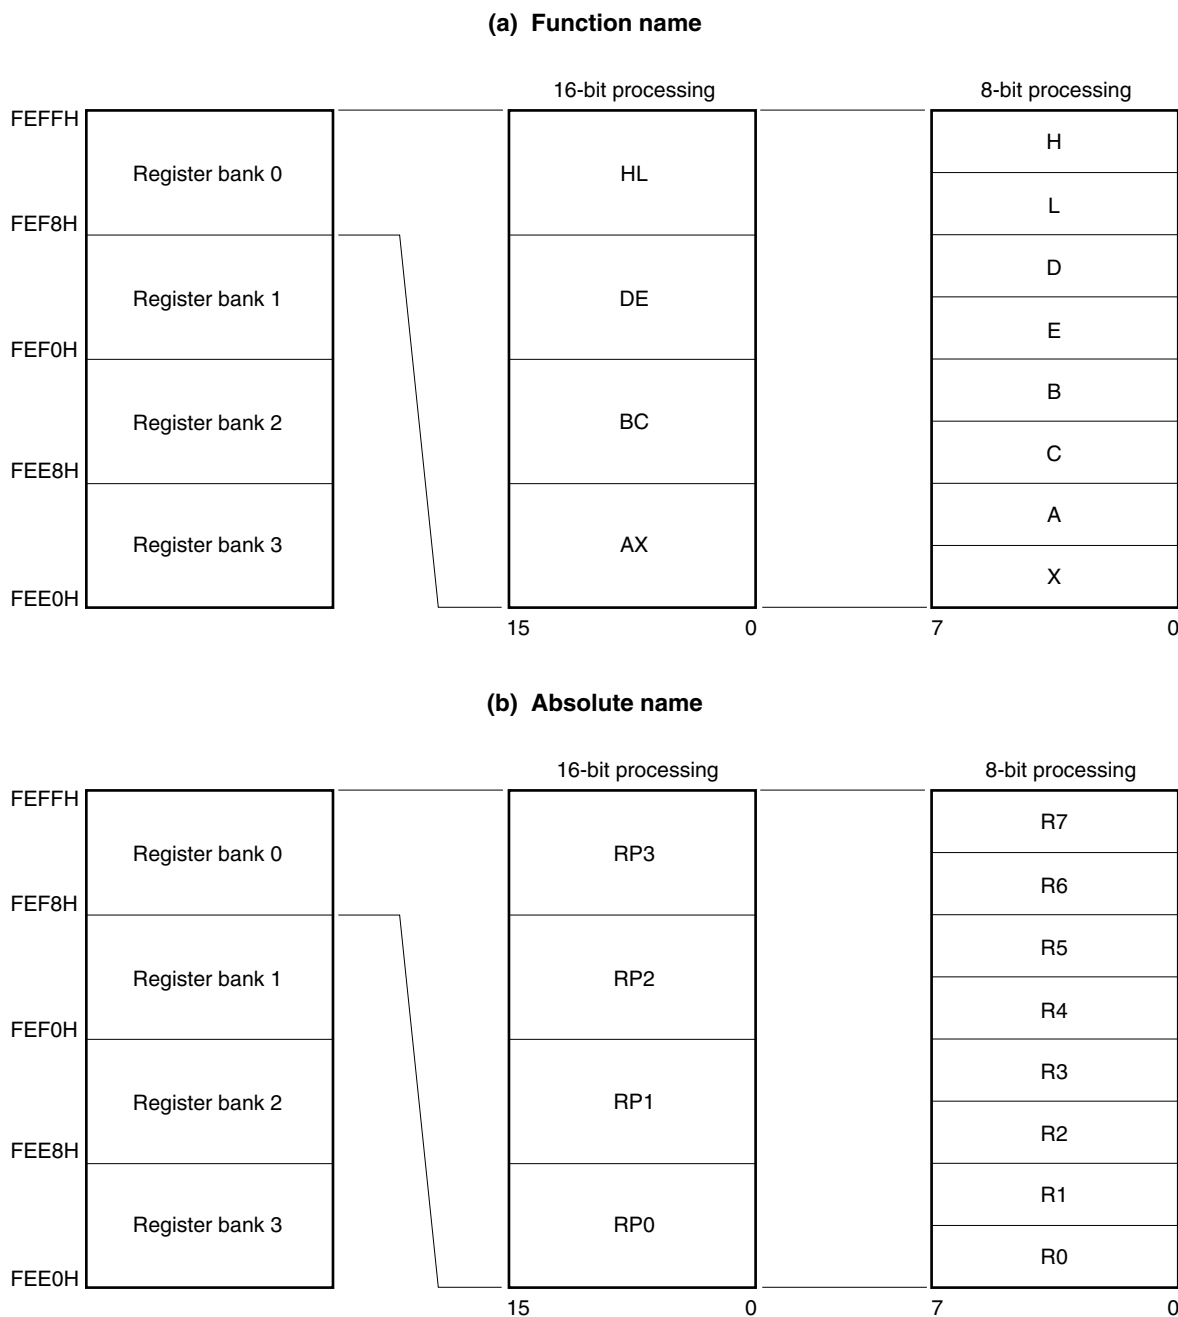 (a) Function name
16-bit processing
8-bit processing
FEFFH
Register bank 0
HL
H
L
FEF8H
Register bank 1
DE
D
E
FEF0H
Register bank 2
BC
B
C
FEE8H
Register bank 3
AX
A
X
FEE0H
15 0
7 0
(b) Absolute name
16-bit processing
8-bit processing
FEFFH
Register bank 0
RP3
R7
R6
FEF8H
Register bank 1
RP2
R5
R4
FEF0H
Register bank 2
RP1
R3
R2
FEE8H
Register bank 3
RP0
R1
R0
FEE0H
15 0
7 0